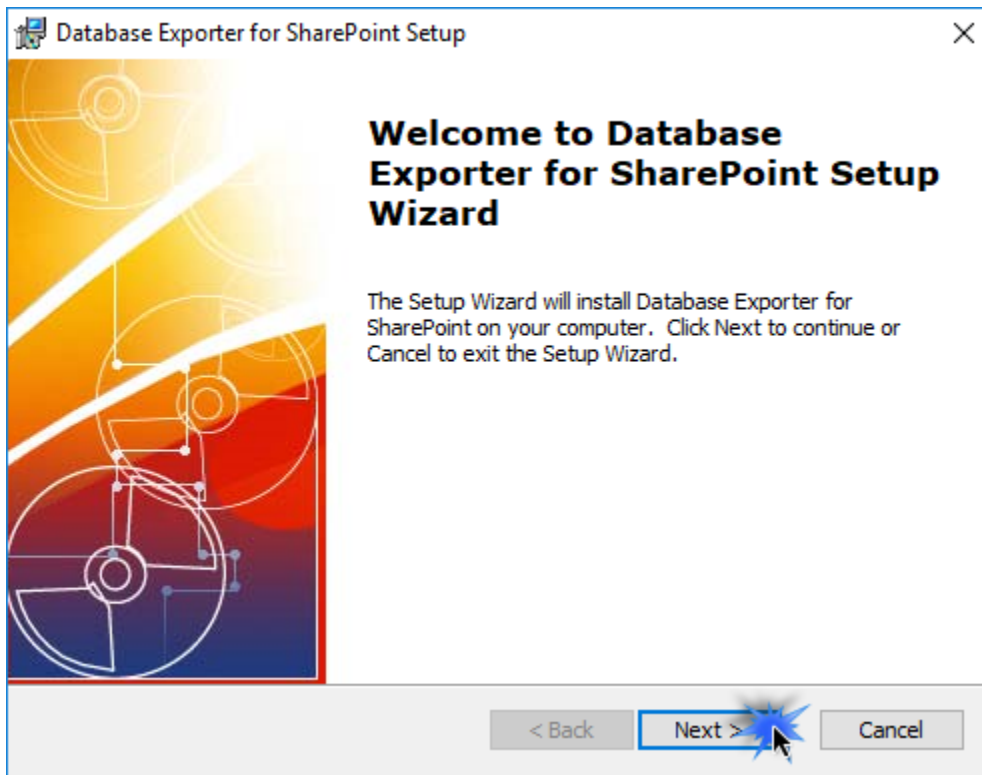 Database Exporter for SharePoint Setup
Welcome to Database
Exporter for SharePoint Setup
Wizard
The Setup Wizard will install Database Exporter for
SharePoint on your computer.  Click Next to continue or
Cancel to exit the Setup Wizard.
< Back
Next >
Cancel